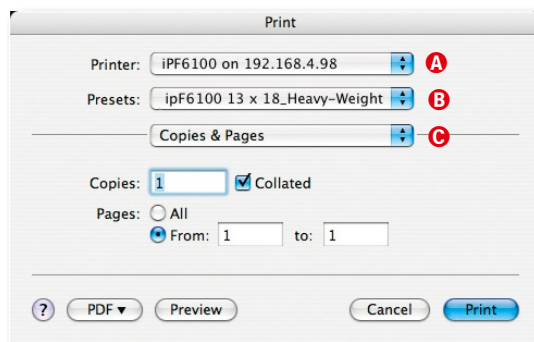 Print
Printer: iPF6100 on 192.168.4.98 A
Presets: ipF6100 13 x 18_Heavy-Weight B
Copies & Pages C
Copies: 1 Collated
Pages: All
From: 1 to: 1
? PDF▼ Preview Cancel Print